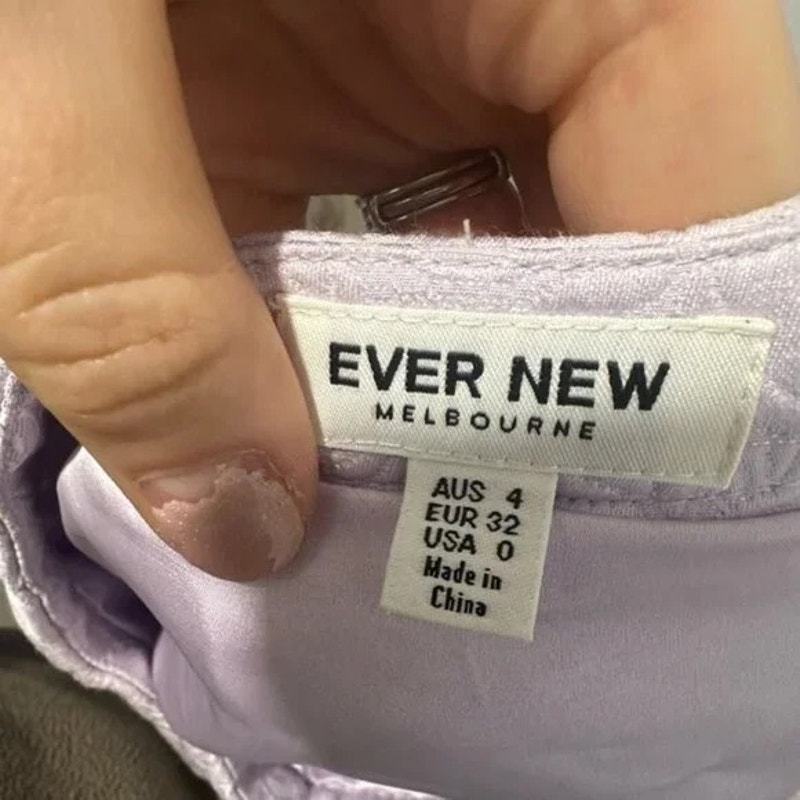 EVER NEW
MELBOURNE
AUS 4
EUR 32
USA 0
Made in
China